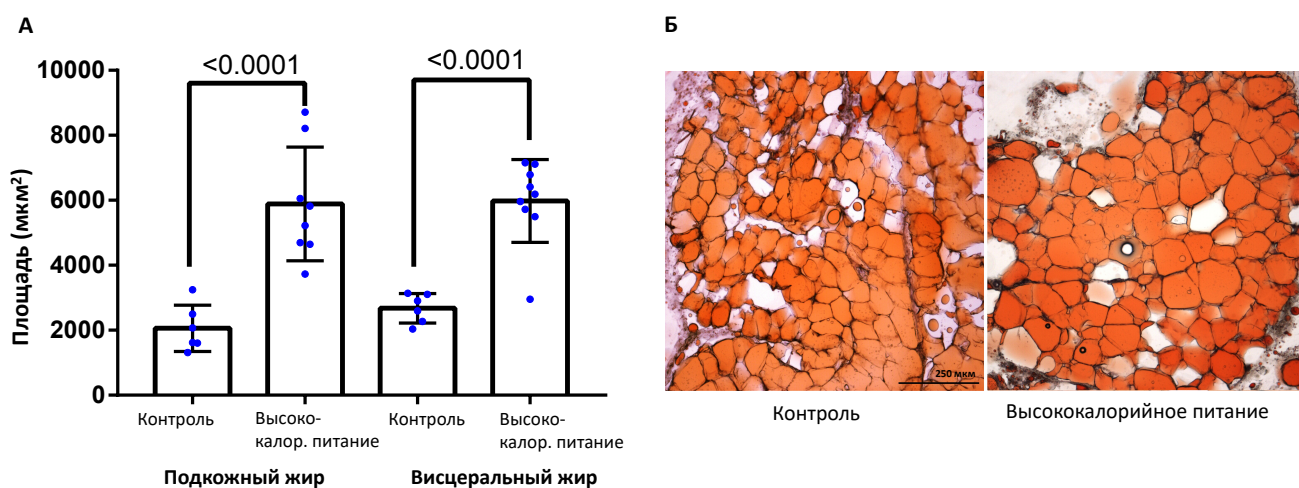 А
Б
<0.0001
<0.0001
10000
8000
6000
4000
2000
0
Площадь (мкм²)
Контроль
Высоко-
калор. питание
Контроль
Высоко-
калор. питание
Подкожный жир
Висцеральный жир
250 мкм
Контроль
Высококалорийное питание